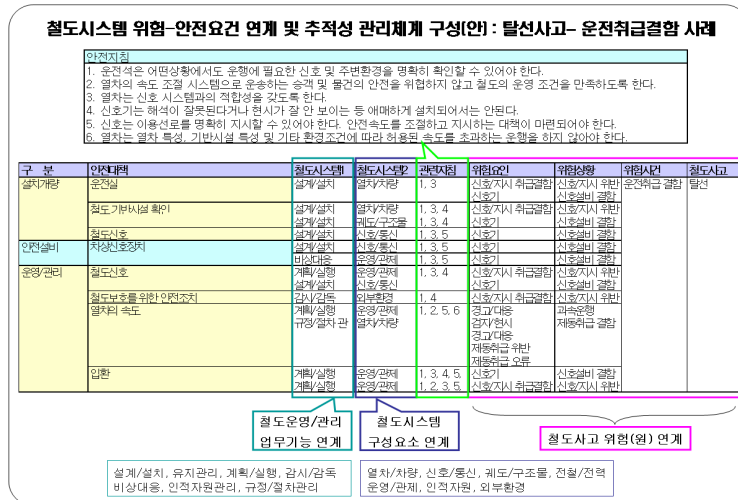 철도시스템 위험-안전요건 연계 및 추적성 관리체계 구성(안) : 탈선사고- 운전취급결함 사례
안전지침
1. 운전석은 어떤상황에서도 운행에 필요한 신호 및 주변환경을 명확히 확인할 수 있어야 한다.
2. 열차의 속도 조절 시스템으로 운송하는 승객 및 물건의 안전을 위협하지 않고 철도의 운영 조건을 만족하도록 한다.
3. 열차는 신호 시스템과의 적합성을 갖도록 한다.
4. 신호기는 해석이 잘못된다거나 현시가 잘 안 보이는 등 애매하게 설치되어서는 안된다.
5. 신호는 이용선로를 명확히 지시할 수 있어야 한다. 안전속도를 조절하고 지시하는 대책이 마련되어야 한다.
6. 열차는 열차 특성, 기반시설 특성 및 기타 환경조건에 따라 허용된 속도를 초과하는 운행을 하지 않아야 한다.
구 분 안전대책 철도시스템1 철도시스템2 관련지침 위험요인 위험상황 위험사건 철도사고
설치개량 운전실 설계/설치 열차/차량 1, 3 신호/지시 취급결함 신호/지시 위반 운전취급 결함 탈선
신호기 신호설비 결함
철도 기반시설 확인 설계/설치 열차/차량 1, 3, 4 신호/지시 취급결함 신호/지시 위반
설계/설치 궤도/구조물 1, 3, 4 신호기 신호설비 결함
철도신호 설계/설치 신호/통신 1, 3, 5 신호기 신호설비 결함
안전설비 차상신호장치 설계/설치 신호/통신 1, 3, 5 신호기 신호설비 결함
비상대응 운영/관제 1, 3, 5 신호기 신호설비 결함
운영/관리 철도신호 계획/실행 운영/관제 1, 3, 4 신호/지시 취급결함 신호/지시 위반
설계/설치 신호/통신 신호기 신호설비 결함
철도보호를 위한 안전조치 감시/감독 외부환경 1, 4 신호/지시 취급결함 신호/지시 위반
열차의 속도 계획/실행 운영/관제 1, 2, 5, 6 경고/대응 과속운행
규정/절차 관 열차/차량 검지/현시 제동취급 결함
경고/대응
제동취급 위반
제동취급 오류
입환 계획/실행 운영/관제 1, 3, 4, 5, 신호기 신호설비 결함
계획/실행 운영/관제 1, 2, 3, 5, 신호/지시 취급결함 신호/지시 위반
철도운영/관리
업무기능 연계
철도시스템
구성요소 연계
철도사고 위험(원) 연계
설계/설치, 유지관리, 계획/실행, 감시/감독
비상대응, 인적자원관리, 규정/절차관리
열차/차량, 신호/통신, 궤도/구조물, 전철/전력
운영/관제, 인적자원, 외부환경